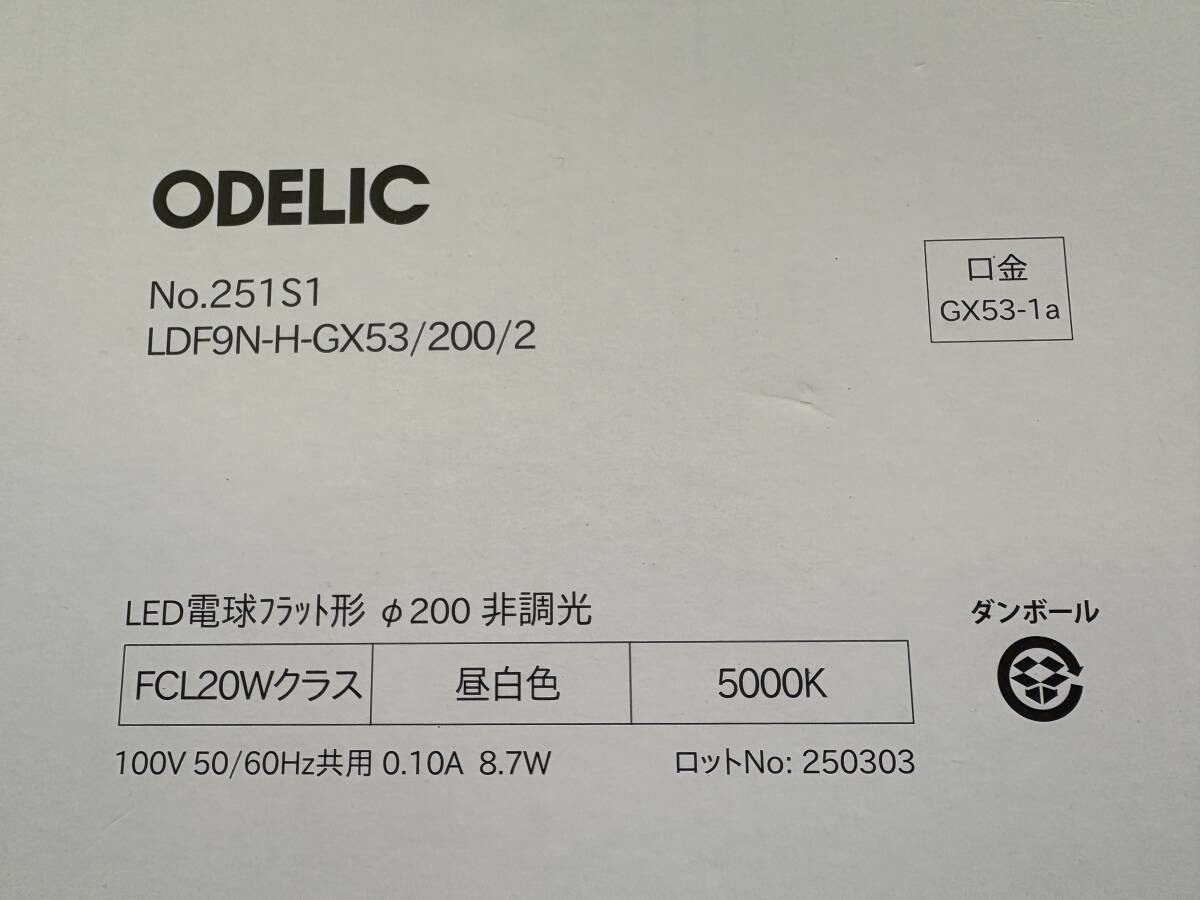 ODELIC
No.251S1
LDF9N-H-GX53/200/2
口金
GX53-1a
LED電球ﾌﾗｯﾄ形 φ200 非調光
FCL20Wクラス 昼白色 5000K
100V 50/60Hz共用 0.10A 8.7W
ロットNo: 250303
ダンボール